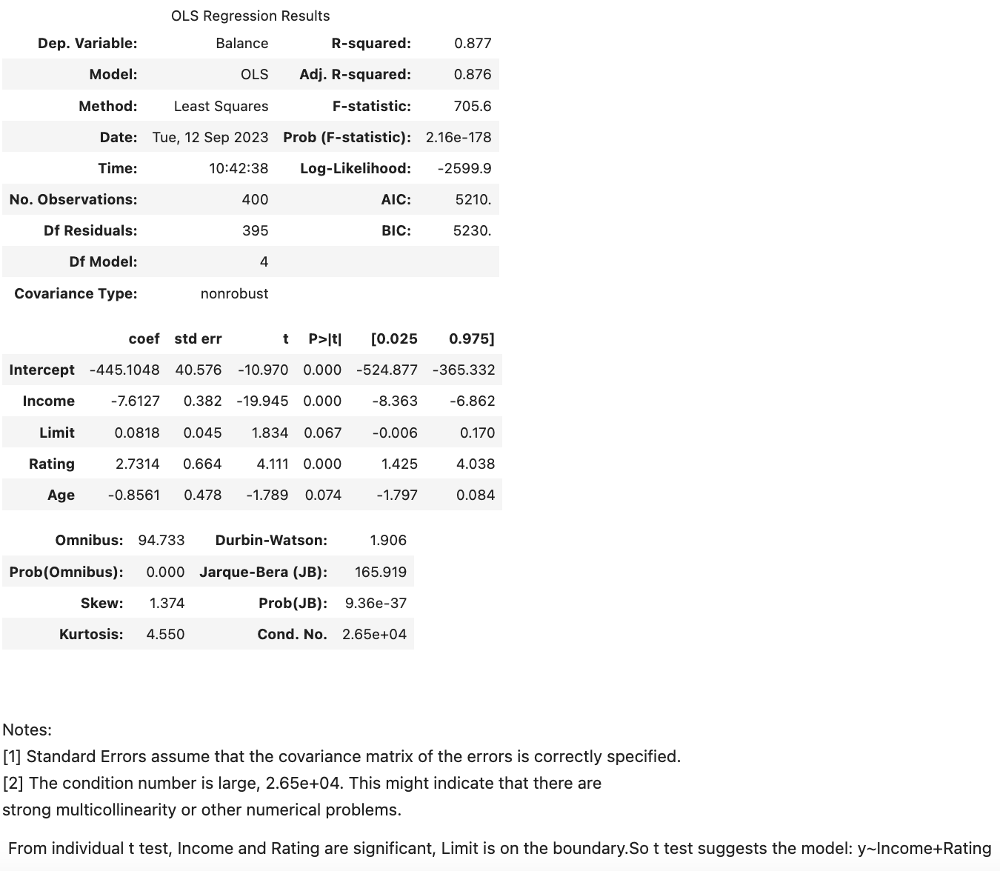 OLS Regression Results
Dep. Variable: Balance R-squared: 0.877
Model: OLS Adj. R-squared: 0.876
Method: Least Squares F-statistic: 705.6
Date: Tue, 12 Sep 2023 Prob (F-statistic): 2.16e-178
Time: 10:42:38 Log-Likelihood: -2599.9
No. Observations: 400 AIC: 5210.
Df Residuals: 395 BIC: 5230.
Df Model: 4
Covariance Type: nonrobust
coef std err t P>|t| [0.025 0.975]
Intercept -445.1048 40.576 -10.970 0.000 -524.877 -365.332
Income -7.6127 0.382 -19.945 0.000 -8.363 -6.862
Limit 0.0818 0.045 1.834 0.067 -0.006 0.170
Rating 2.7314 0.664 4.111 0.000 1.425 4.038
Age -0.8561 0.478 -1.789 0.074 -1.797 0.084
Omnibus: 94.733 Durbin-Watson: 1.906
Prob(Omnibus): 0.000 Jarque-Bera (JB): 165.919
Skew: 1.374 Prob(JB): 9.36e-37
Kurtosis: 4.550 Cond. No. 2.65e+04
Notes:
[1] Standard Errors assume that the covariance matrix of the errors is correctly specified.
[2] The condition number is large, 2.65e+04. This might indicate that there are
strong multicollinearity or other numerical problems.
From individual t test, Income and Rating are significant, Limit is on the boundary.So t test suggests the model: y~Income+Rating